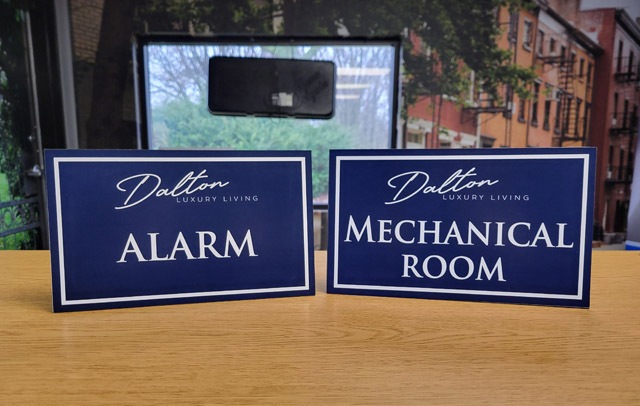 Dalton
LUXURY LIVING
ALARM
Dalton
LUXURY LIVING
MECHANICAL
ROOM